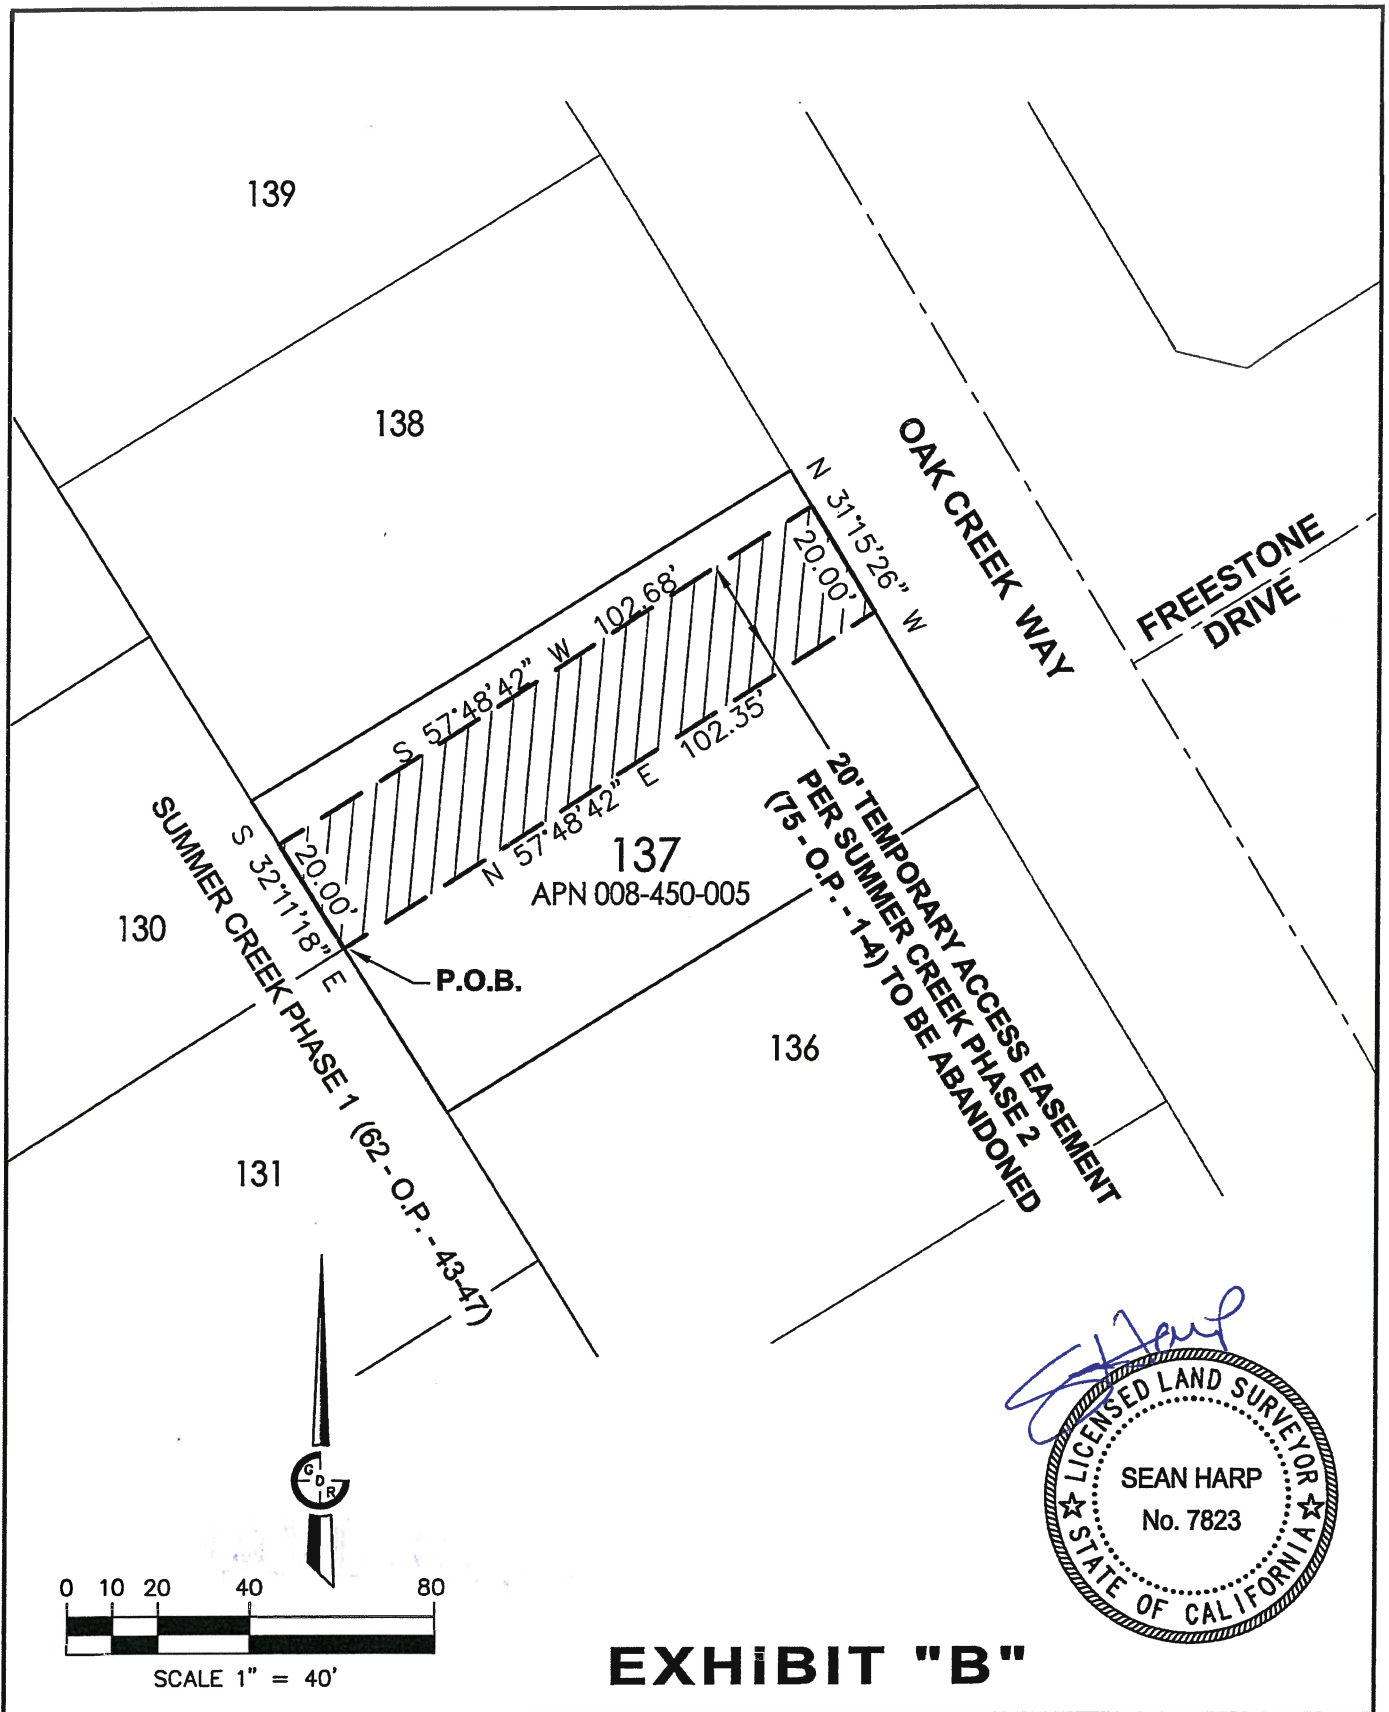 139
138
OAK CREEK WAY
FREESTONE
DRIVE
N 31°15'26" W
20.00'
S 57°48'42" W 102.68'
N 57°48'42" E 102.35'
20.00'
S 32°11'18" E
137
APN 008-450-005
P.O.B.
20' TEMPORARY ACCESS EASEMENT
PER SUMMER CREEK PHASE 2
(75 - O.P. - 1-4) TO BE ABANDONED
SUMMER CREEK PHASE 1 (62 - O.P. - 43-47)
130
136
131
G
D
R
0 10 20 40 80
SCALE 1" = 40'
S Harp
LICENSED LAND SURVEYOR
SEAN HARP
No. 7823
STATE OF CALIFORNIA
EXHiBIT "B"